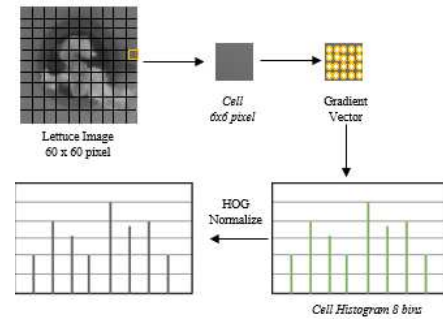 Lettuce Image
60 x 60 pixel
Cell
6x6 pixel
Gradient
Vector
HOG
Normalize
Cell Histogram 8 bins